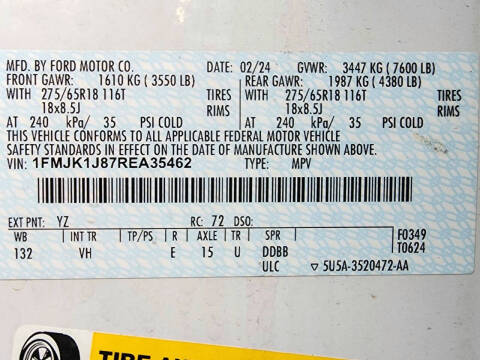 MFD. BY FORD MOTOR CO. DATE: 02/24 GVWR: 3447 KG (7600 LB)
FRONT GAWR: 1610 KG (3550 LB) REAR GAWR: 1987 KG (4380 LB)
WITH 275/65R18 116T TIRES WITH 275/65R18 116T TIRES
18x8.5J RIMS 18x8.5J RIMS
AT 240 kPa/ 35 PSI COLD AT 240 kPa/ 35 PSI COLD
THIS VEHICLE CONFORMS TO ALL APPLICABLE FEDERAL MOTOR VEHICLE
SAFETY STANDARDS IN EFFECT ON THE DATE OF MANUFACTURE SHOWN ABOVE.
VIN: 1FMJK1J87REA35462 TYPE: MPV
EXT PNT: YZ RC: 72 DSO:
WB INT TR TP/PS R AXLE TR SPR F0349
132 VH E 15 U DDBB T0624
ULC ▽ 5U5A-3520472-AA